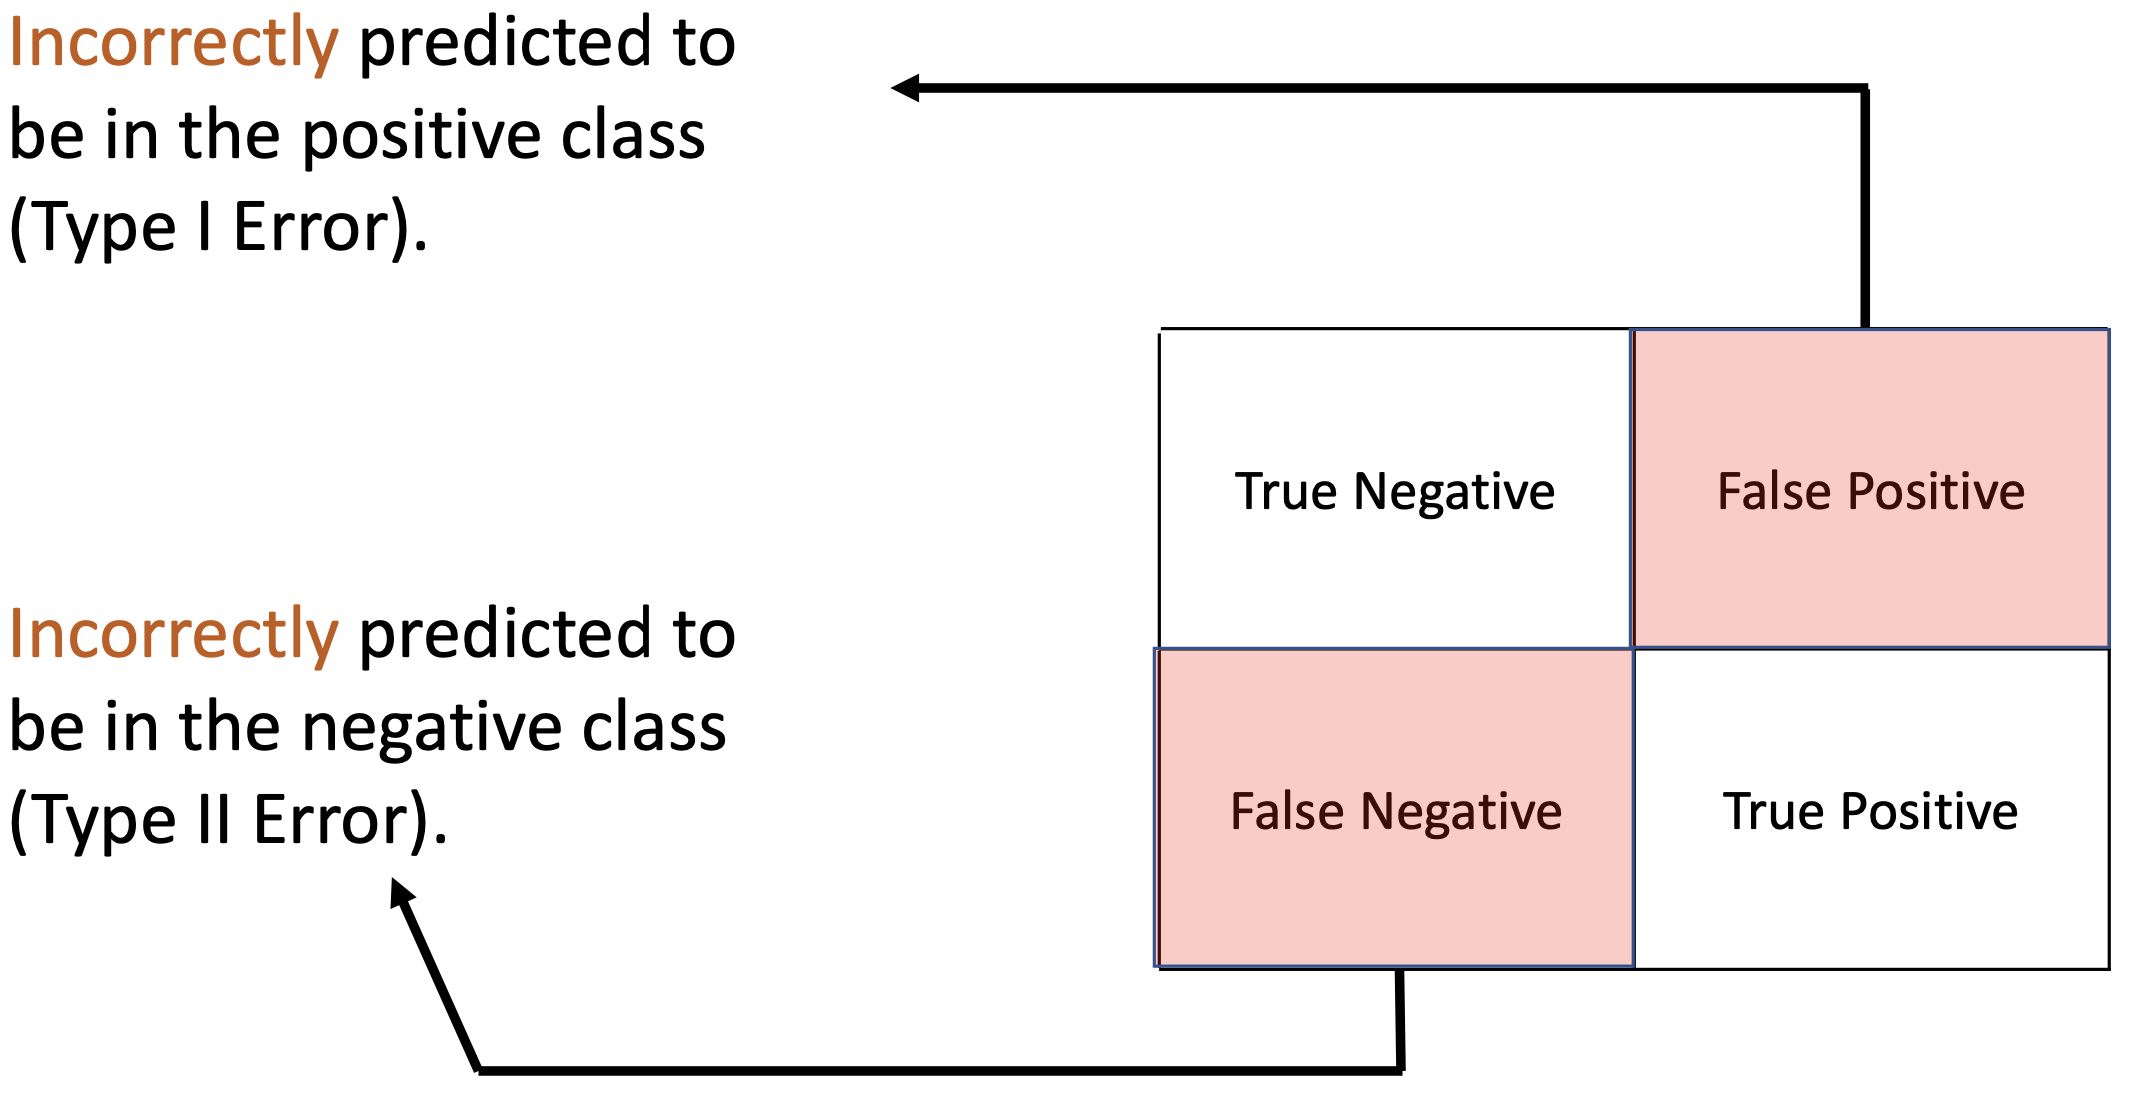 Incorrectly predicted to
be in the positive class
(Type I Error).
True Negative
False Positive
Incorrectly predicted to
be in the negative class
(Type II Error).
False Negative
True Positive